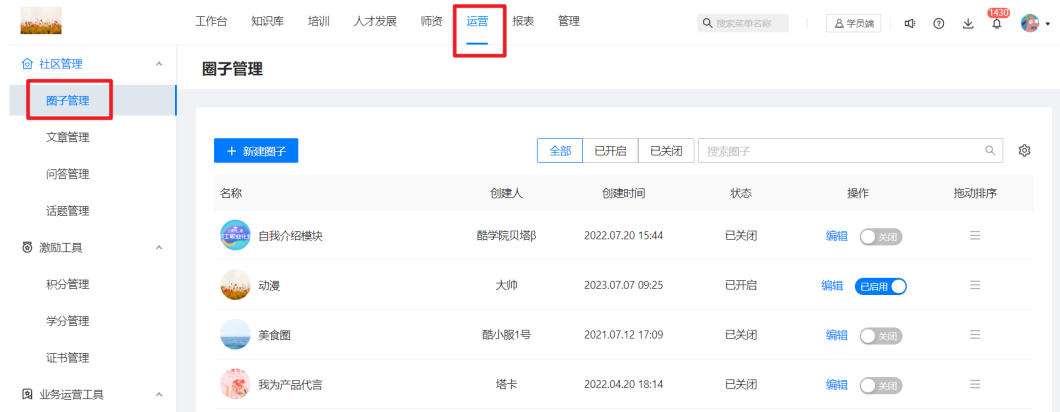 工作台 知识库 培训 人才发展 师资 运营 报表 管理 搜索菜单名称 学员端 1430
社区管理
圈子管理
文章管理
问答管理
话题管理
激励工具
积分管理
学分管理
证书管理
业务运营工具
圈子管理
+ 新建圈子 全部 已开启 已关闭 搜索圈子
名称 创建人 创建时间 状态 操作 拖动排序
自我介绍模块 酷学院贝塔β 2022.07.20 15:44 已关闭 编辑 关闭
动漫 大帅 2023.07.07 09:25 已开启 编辑 已启用
美食圈 酷小服1号 2021.07.12 17:09 已关闭 编辑 关闭
我为产品代言 塔卡 2022.04.20 18:14 已关闭 编辑 关闭